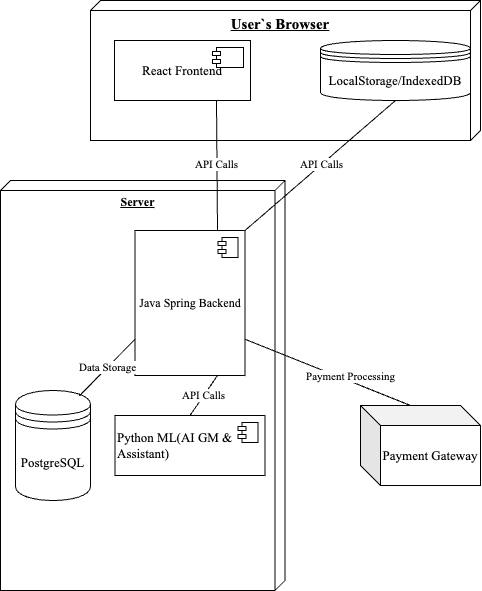 User`s Browser
React Frontend
LocalStorage/IndexedDB
API Calls
API Calls
Server
Java Spring Backend
Data Storage
Payment Processing
API Calls
Python ML(AI GM &
Assistant)
PostgreSQL
Payment Gateway